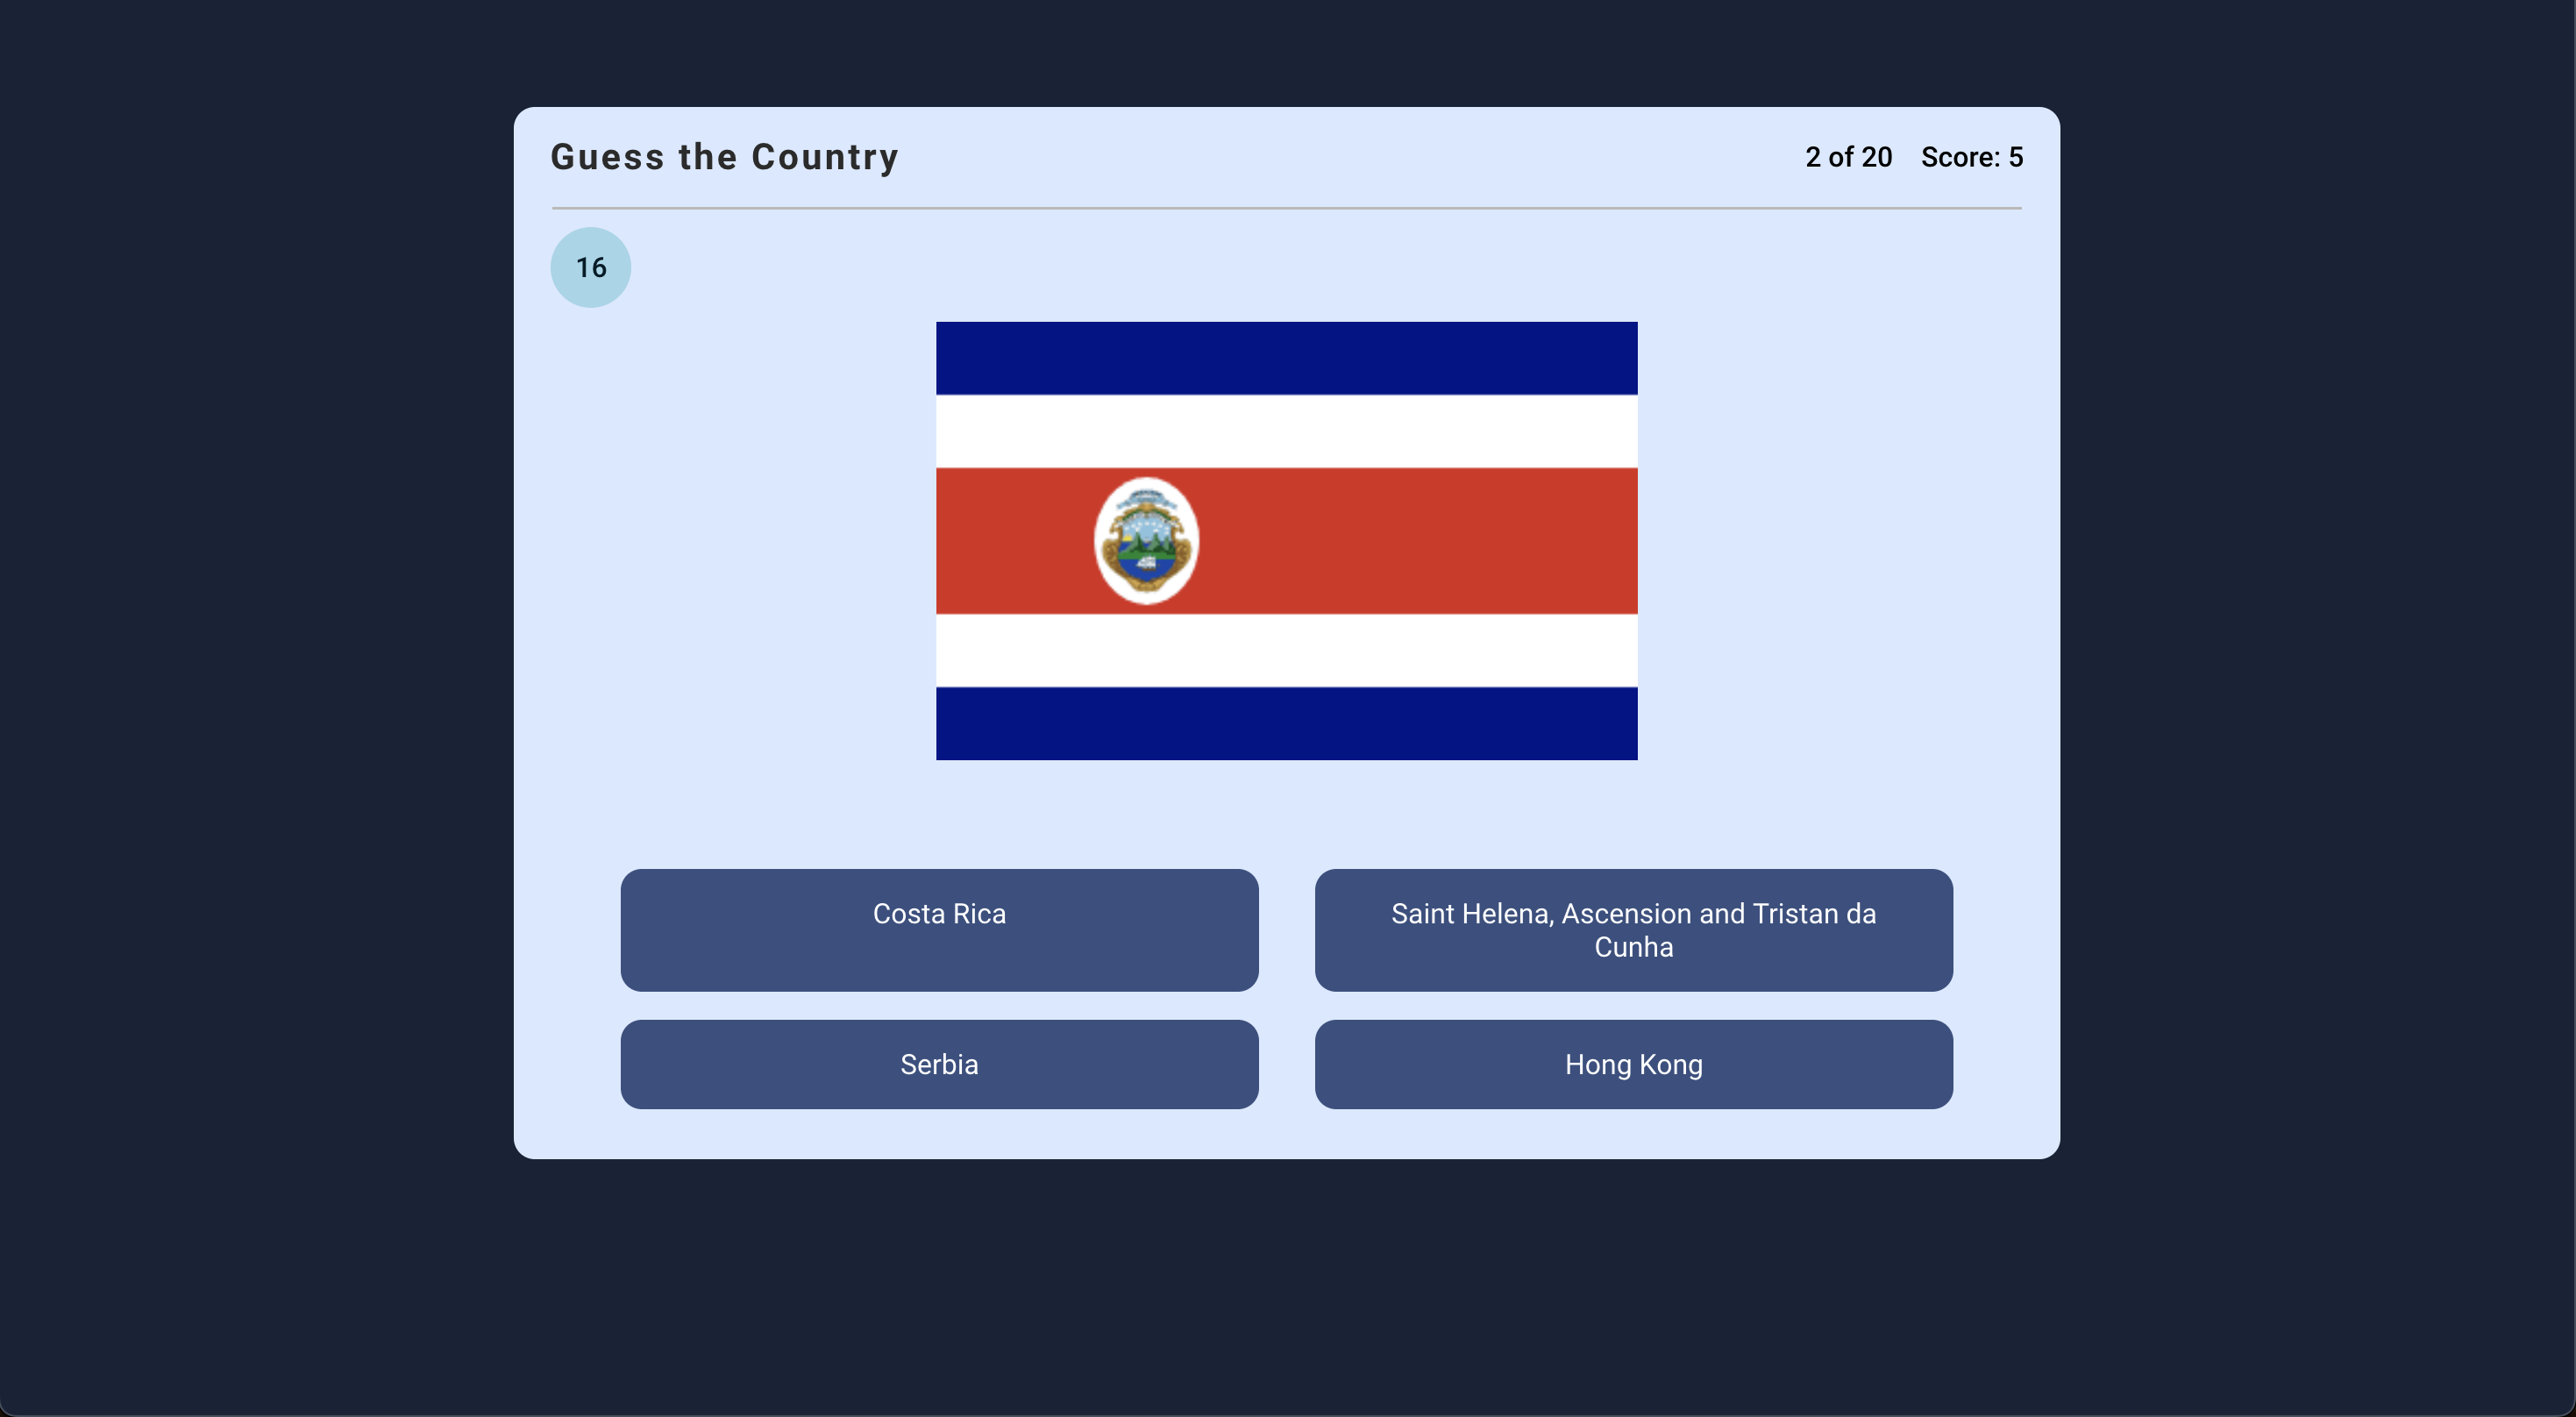 Guess the Country
2 of 20 Score: 5
16
Costa Rica
Saint Helena, Ascension and Tristan da
Cunha
Serbia
Hong Kong